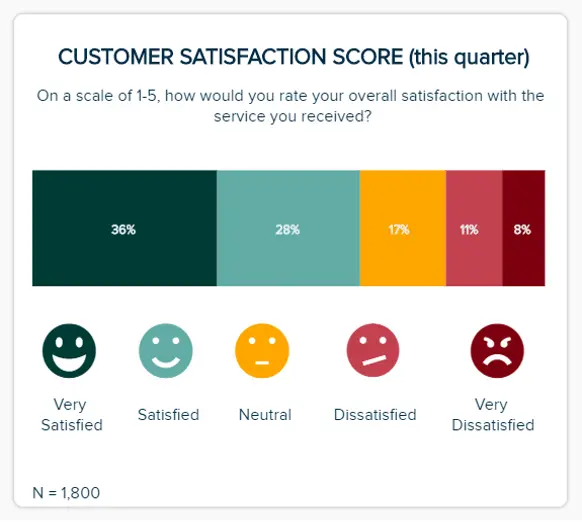 CUSTOMER SATISFACTION SCORE (this quarter)
On a scale of 1-5, how would you rate your overall satisfaction with the
service you received?
36% 28% 17% 11% 8%
Very
Satisfied
Satisfied
Neutral
Dissatisfied
Very
Dissatisfied
N = 1,800